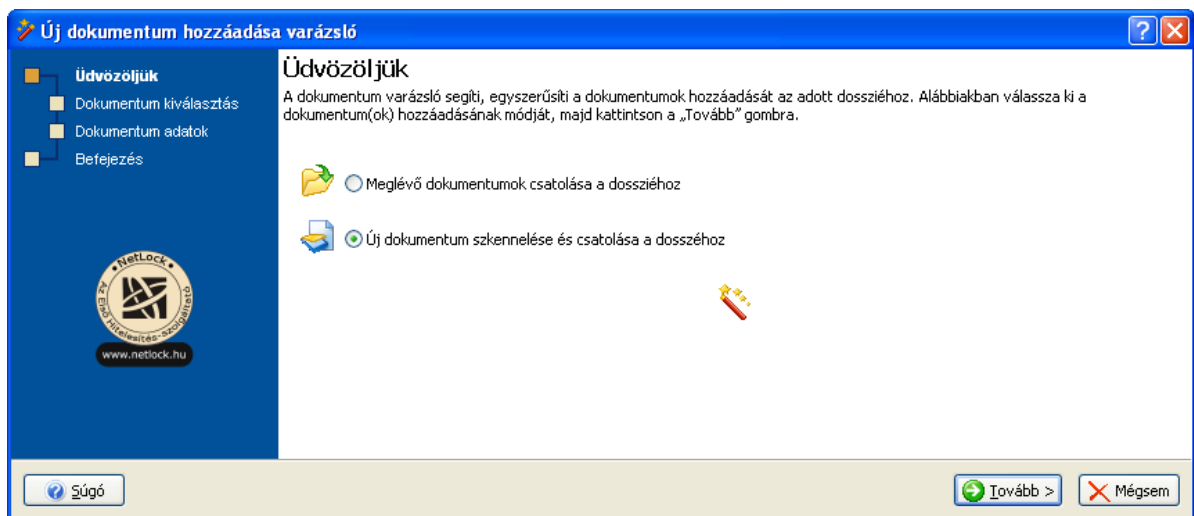 Új dokumentum hozzáadása varázsló
Üdvözöljük
Dokumentum kiválasztás
Dokumentum adatok
Befejezés
NetLock
Az Első Hitelesítés-szolgáltató
www.netlock.hu
Üdvözöljük
A dokumentum varázsló segíti, egyszerűsíti a dokumentumok hozzáadását az adott dossziéhoz. Alábbiakban válassza ki a
dokumentum(ok) hozzáadásának módját, majd kattintson a „Tovább” gombra.
Meglévő dokumentumok csatolása a dossziéhoz
Új dokumentum szkennelése és csatolása a dosszéhoz
Súgó
Tovább >
Mégsem